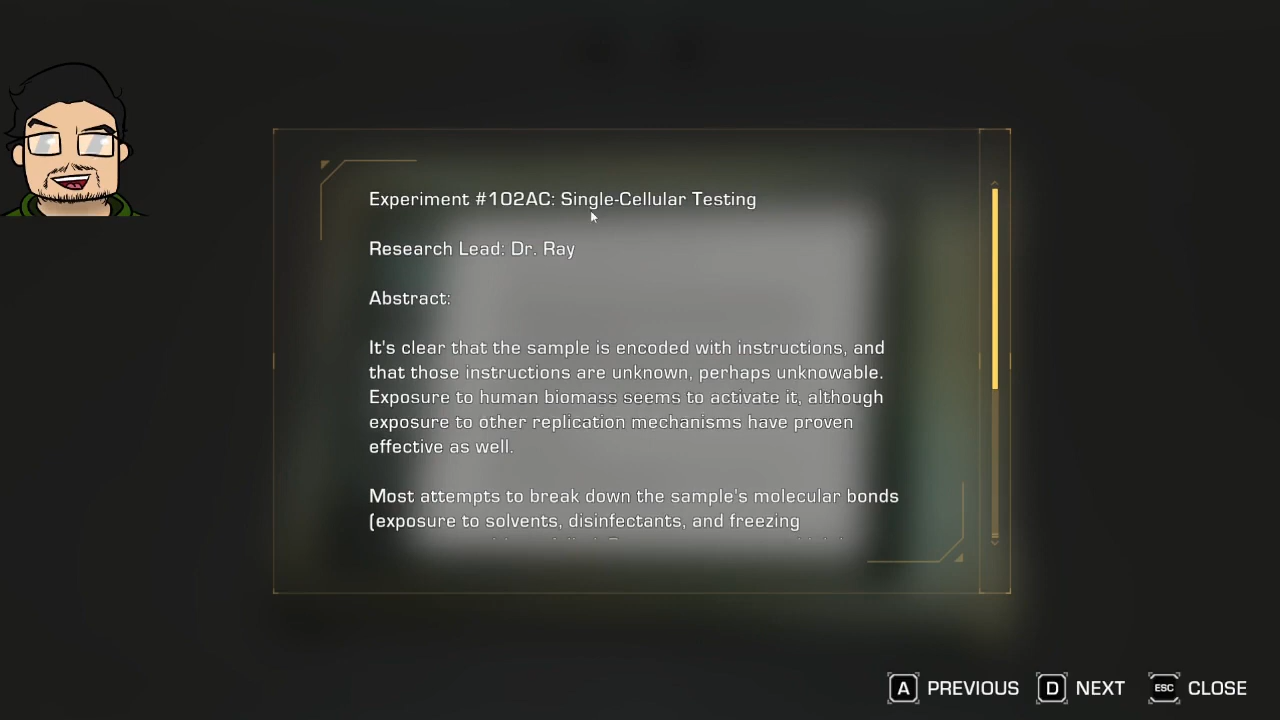 Experiment #102AC: Single-Cellular Testing
Research Lead: Dr. Ray
Abstract:
It's clear that the sample is encoded with instructions, and
that those instructions are unknown, perhaps unknowable.
Exposure to human biomass seems to activate it, although
exposure to other replication mechanisms have proven
effective as well.
Most attempts to break down the sample's molecular bonds
(exposure to solvents, disinfectants, and freezing
A PREVIOUS D NEXT ESC CLOSE